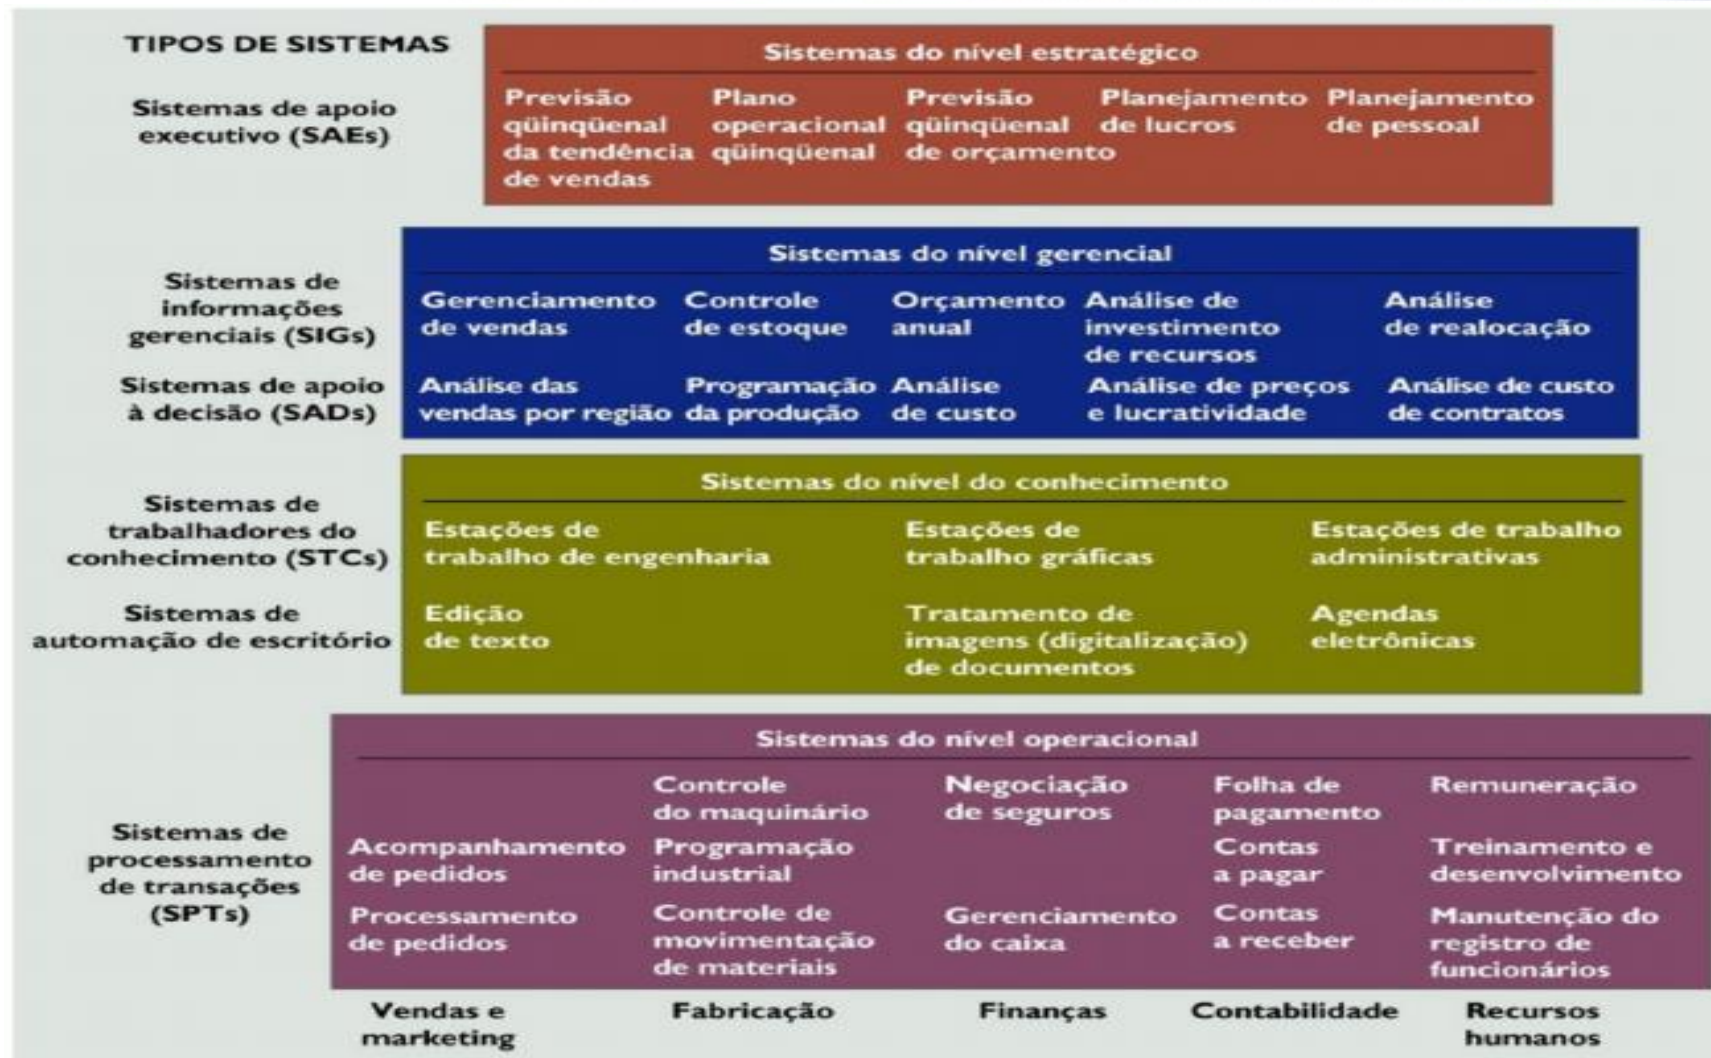 TIPOS DE SISTEMAS
Sistemas de apoio
executivo (SAEs)
Sistemas do nível estratégico
Previsão
qüinqüenal
da tendência
de vendas
Plano
operacional
qüinqüenal
Previsão
qüinqüenal
de orçamento
Planejamento
de lucros
Planejamento
de pessoal
Sistemas do nível gerencial
Sistemas de
informações
gerenciais (SIGs)
Gerenciamento
de vendas
Controle
de estoque
Orçamento
anual
Análise de
investimento
de recursos
Análise
de realocação
Sistemas de apoio
à decisão (SADs)
Análise das
vendas por região
Programação
da produção
Análise
de custo
Análise de preços
e lucratividade
Análise de custo
de contratos
Sistemas do nível do conhecimento
Sistemas de
trabalhadores do
conhecimento (STCs)
Estações de
trabalho de engenharia
Estações de
trabalho gráficas
Estações de trabalho
administrativas
Sistemas de
automação de escritório
Edição
de texto
Tratamento de
imagens (digitalização)
de documentos
Agendas
eletrônicas
Sistemas do nível operacional
Sistemas de
processamento
de transações
(SPTs)
Controle
do maquinário
Negociação
de seguros
Folha de
pagamento
Remuneração
Acompanhamento
de pedidos
Programação
industrial
Contas
a pagar
Treinamento e
desenvolvimento
Processamento
de pedidos
Controle de
movimentação
de materiais
Gerenciamento
do caixa
Contas
a receber
Manutenção do
registro de
funcionários
Vendas e
marketing
Fabricação
Finanças
Contabilidade
Recursos
humanos